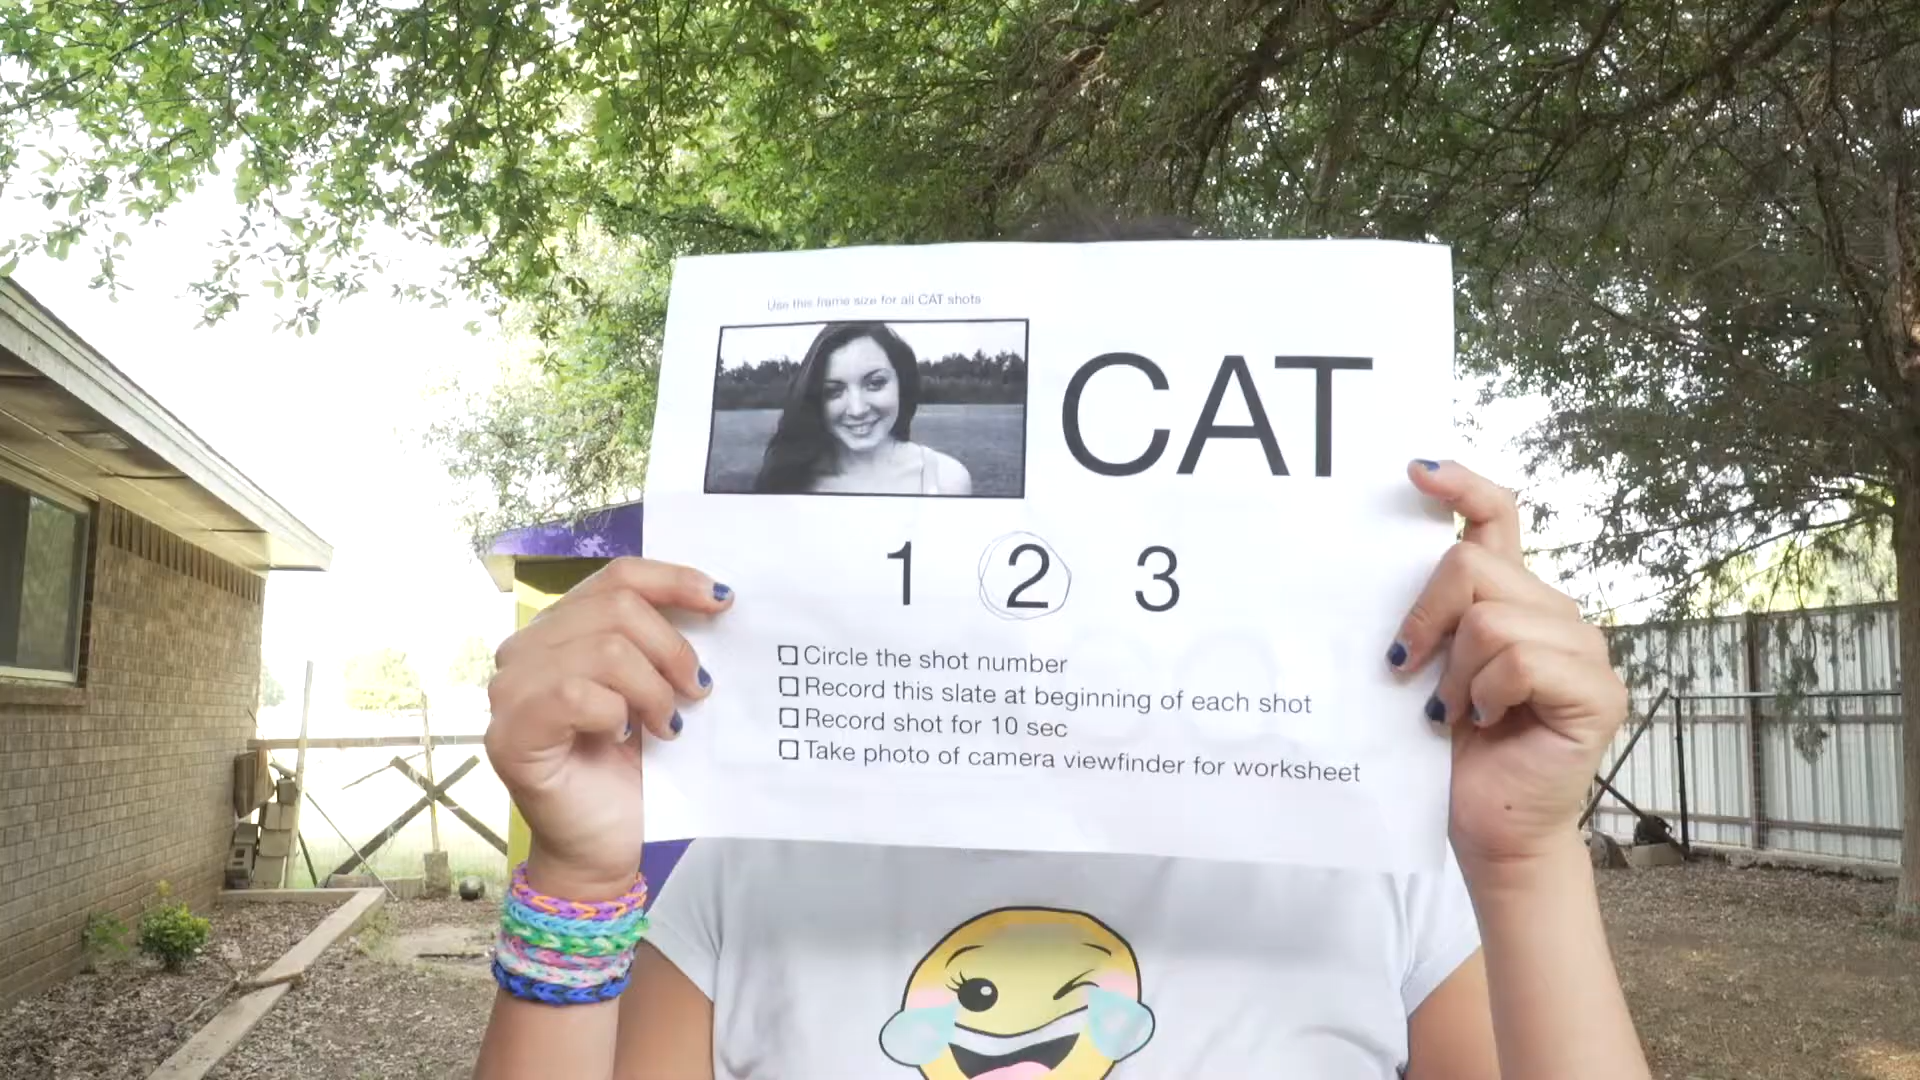 Use this frame size for all CAT shots
CAT
1 2 3
Circle the shot number
Record this slate at beginning of each shot
Record shot for 10 sec
Take photo of camera viewfinder for worksheet